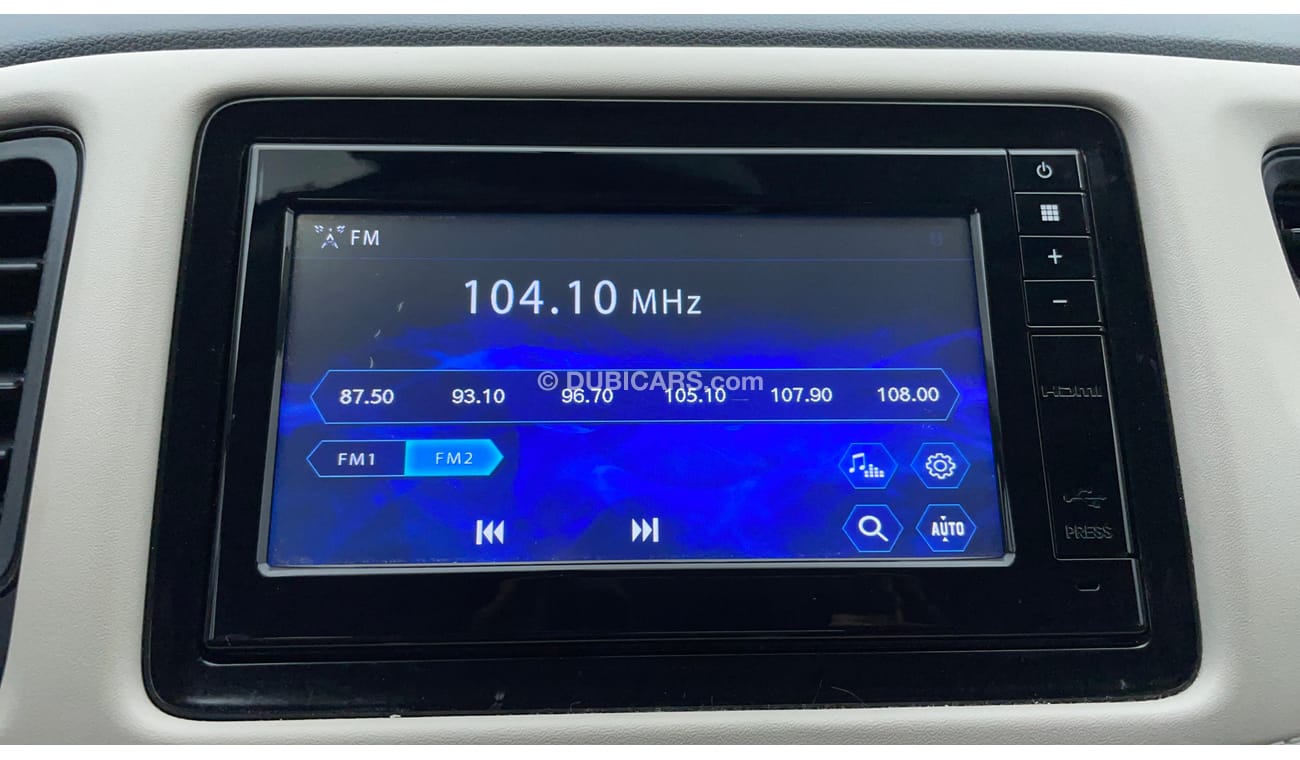 FM
104.10 MHz
© DUBICARS.com
87.50 93.10 96.70 105.10 107.90 108.00
FM1 FM2
AUTO
HDMI
PRESS